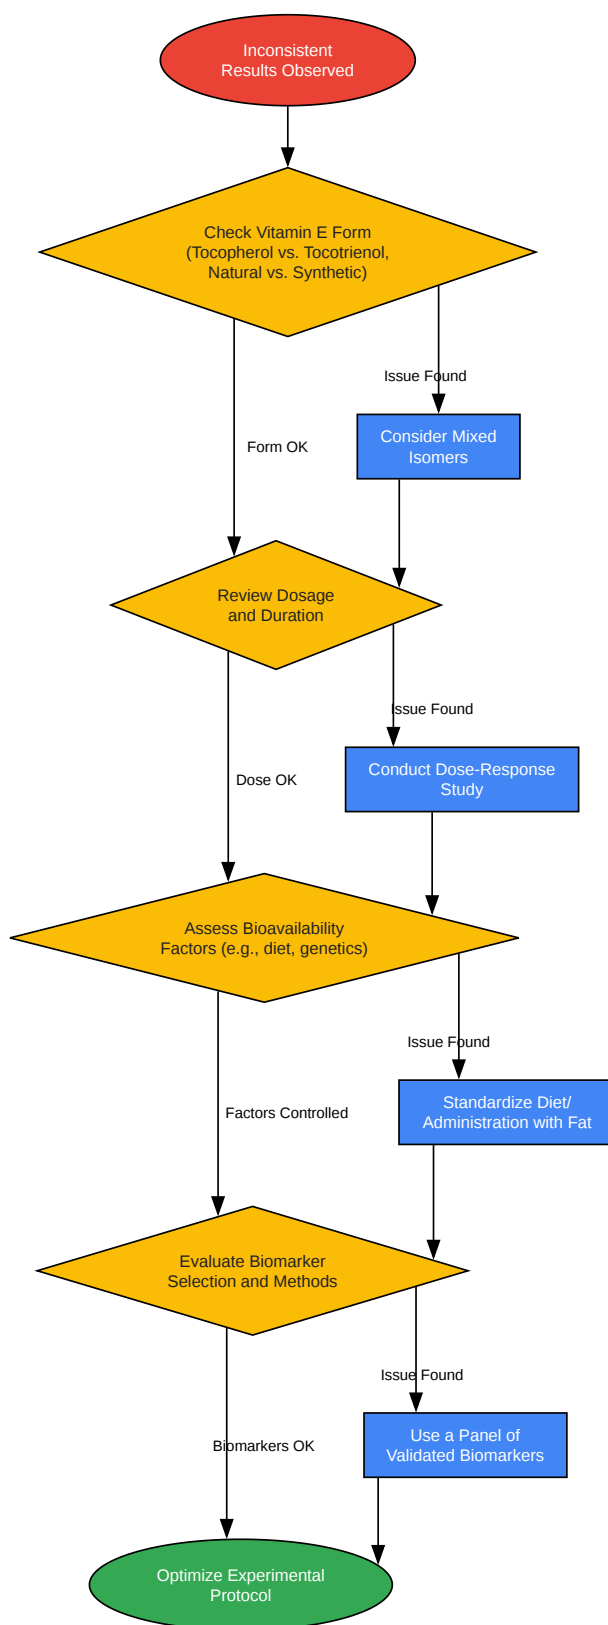 Inconsistent
Results Observed
Check Vitamin E Form
(Tocopherol vs. Tocotrienol,
Natural vs. Synthetic)
Issue Found
Consider Mixed
Isomers
Form OK
Review Dosage
and Duration
Issue Found
Conduct Dose-Response
Study
Dose OK
Assess Bioavailability
Factors (e.g., diet, genetics)
Issue Found
Standardize Diet/
Administration with Fat
Factors Controlled
Evaluate Biomarker
Selection and Methods
Issue Found
Use a Panel of
Validated Biomarkers
Biomarkers OK
Optimize Experimental
Protocol